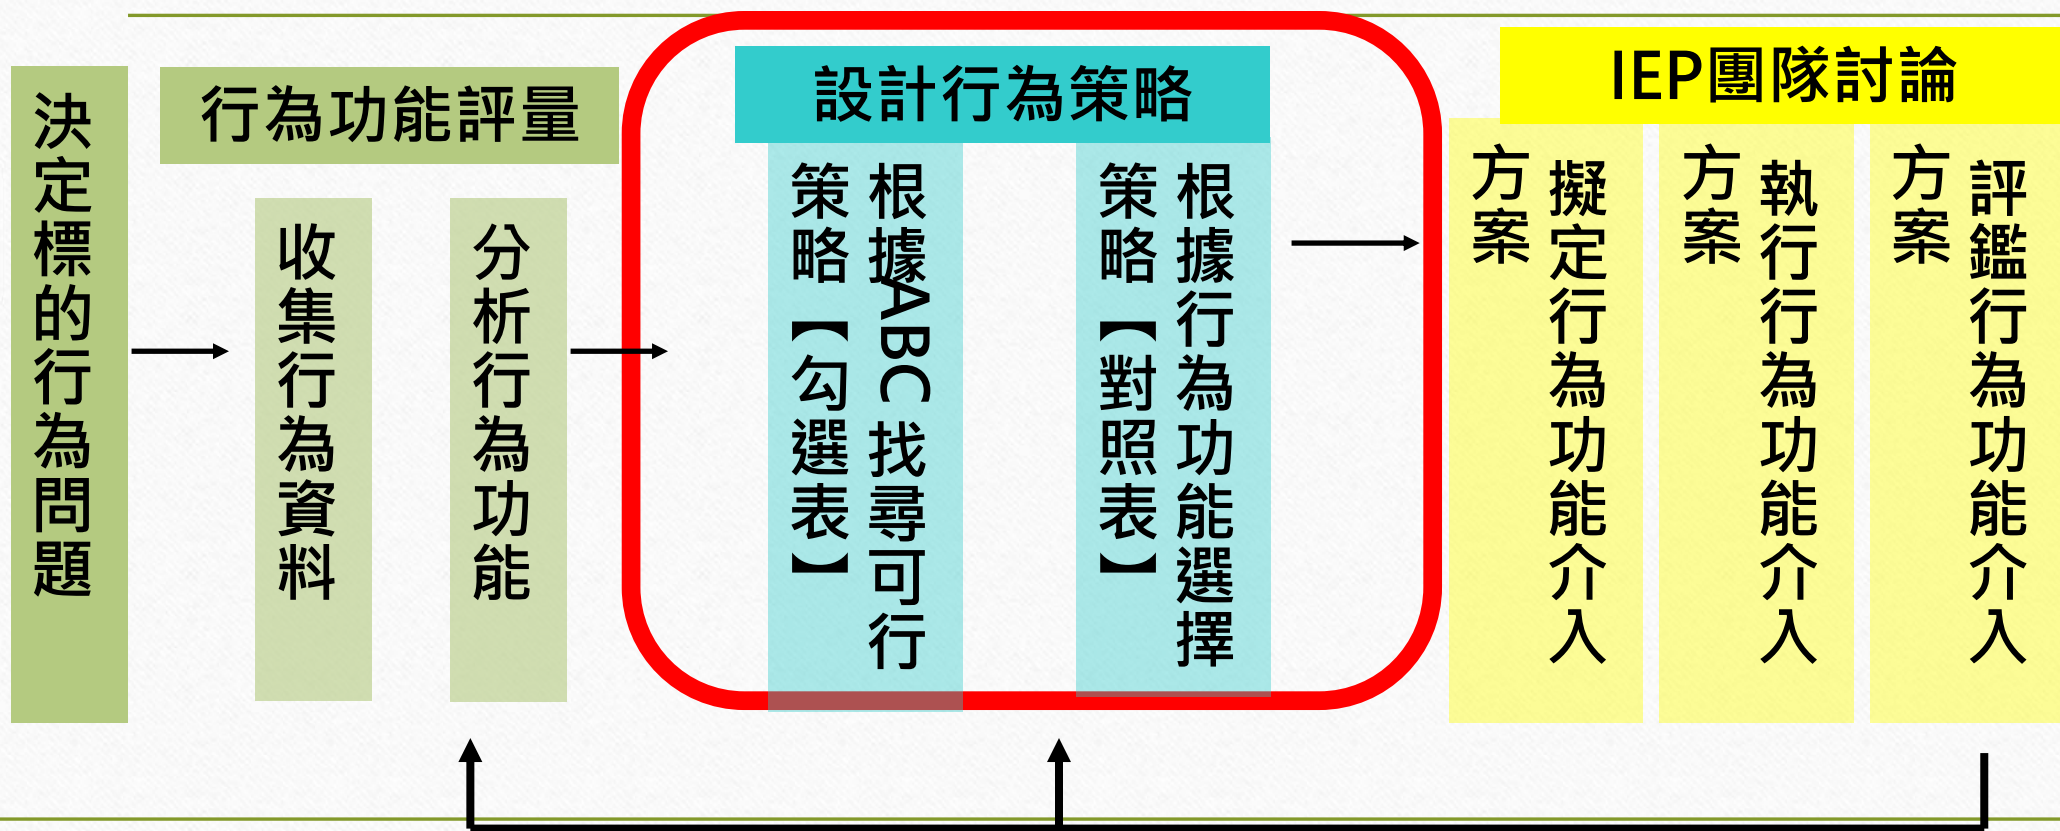 決定標的行為問題
行為功能評量
收集行為資料
分析行為功能
設計行為策略
根據ABC找尋可行
策略【勾選表】
根據行為功能選擇
策略【對照表】
IEP團隊討論
擬定行為功能介入
方案
執行行為功能介入
方案
評鑑行為功能介入
方案